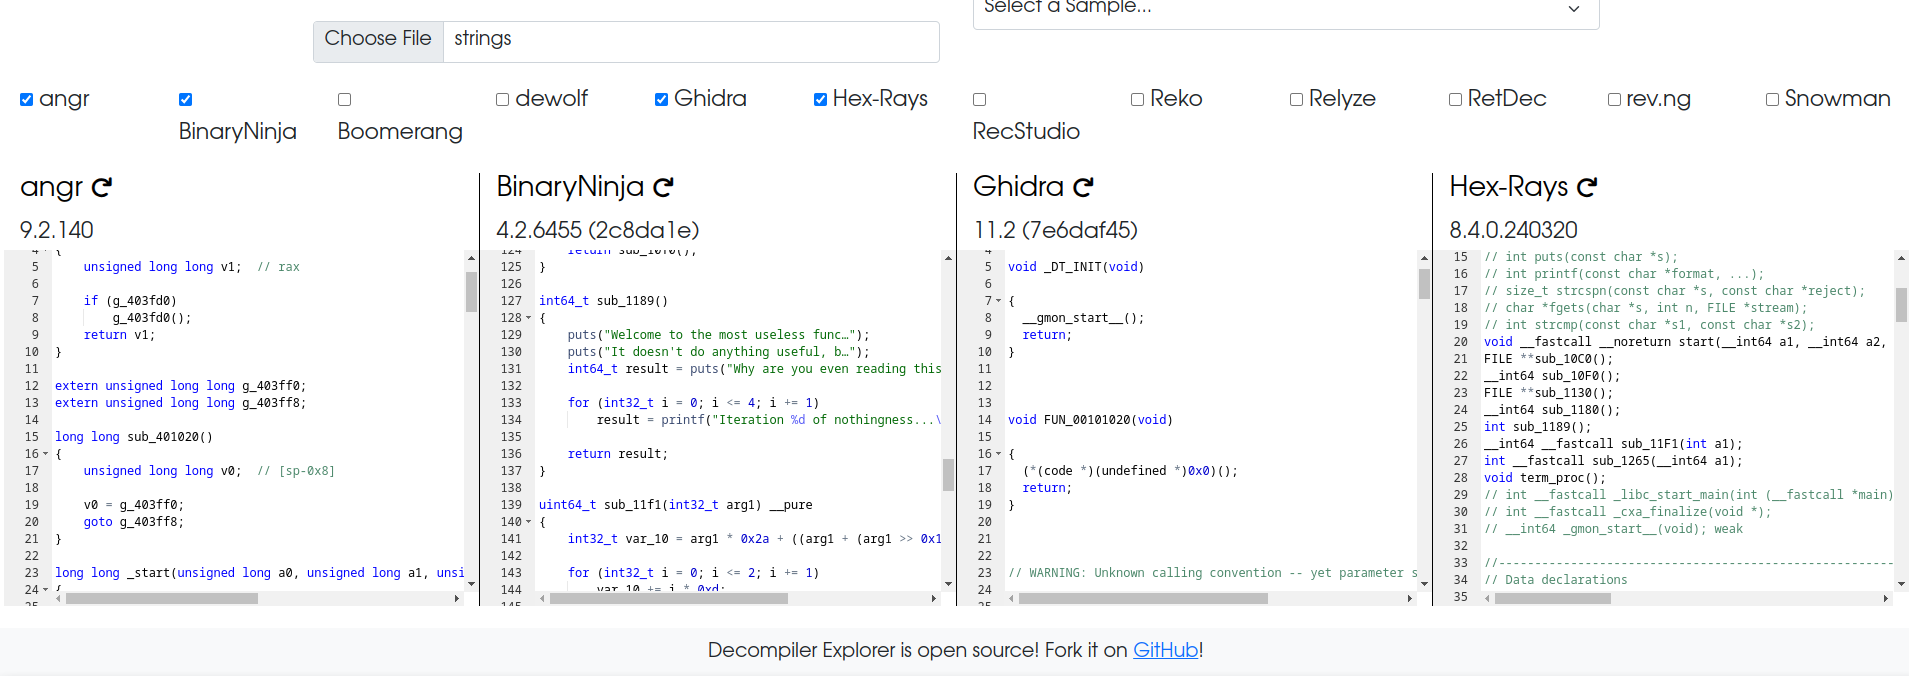 Select a Sample...
Choose File strings
angr
BinaryNinja
Boomerang
dewolf
Ghidra
Hex-Rays
RecStudio
Reko
Relyze
RetDec
rev.ng
Snowman
angr
9.2.140
4 {
5     unsigned long long v1;  // rax
6
7     if (g_403fd0)
8         g_403fd0();
9     return v1;
10 }
11
12 extern unsigned long long g_403ff0;
13 extern unsigned long long g_403ff8;
14
15 long long sub_401020()
16 {
17     unsigned long long v0;  // [sp-0x8]
18
19     v0 = g_403ff0;
20     goto g_403ff8;
21 }
22
23 long long _start(unsigned long a0, unsigned long a1, unsi
24 {
25
BinaryNinja
4.2.6455 (2c8da1e)
124     return sub_10f0();
125 }
126
127 int64_t sub_1189()
128 {
129     puts("Welcome to the most useless func…");
130     puts("It doesn't do anything useful, b…");
131     int64_t result = puts("Why are you even reading this
132
133     for (int32_t i = 0; i <= 4; i += 1)
134         result = printf("Iteration %d of nothingness...\
135
136     return result;
137 }
138
139 uint64_t sub_11f1(int32_t arg1) __pure
140 {
141     int32_t var_10 = arg1 * 0x2a + ((arg1 + (arg1 >> 0x1
142
143     for (int32_t i = 0; i <= 2; i += 1)
144         var_10 += i * 0xd;
145
Ghidra
11.2 (7e6daf45)
4
5 void _DT_INIT(void)
6
7 {
8   __gmon_start__();
9   return;
10 }
11
12
13
14 void FUN_00101020(void)
15
16 {
17   (*(code *)(undefined *)0x0)();
18   return;
19 }
20
21
22
23 // WARNING: Unknown calling convention -- yet parameter s
24
25
Hex-Rays
8.4.0.240320
15 // int puts(const char *s);
16 // int printf(const char *format, ...);
17 // size_t strcspn(const char *s, const char *reject);
18 // char *fgets(char *s, int n, FILE *stream);
19 // int strcmp(const char *s1, const char *s2);
20 void __fastcall __noreturn start(__int64 a1, __int64 a2,
21 FILE **sub_10C0();
22 __int64 sub_10F0();
23 FILE **sub_1130();
24 __int64 sub_1180();
25 int sub_1189();
26 __int64 __fastcall sub_11F1(int a1);
27 int __fastcall sub_1265(__int64 a1);
28 void term_proc();
29 // int __fastcall _libc_start_main(int (__fastcall *main)
30 // int __fastcall _cxa_finalize(void *);
31 // __int64 _gmon_start__(void); weak
32
33 //-------------------------------------------------------
34 // Data declarations
35
Decompiler Explorer is open source! Fork it on GitHub!